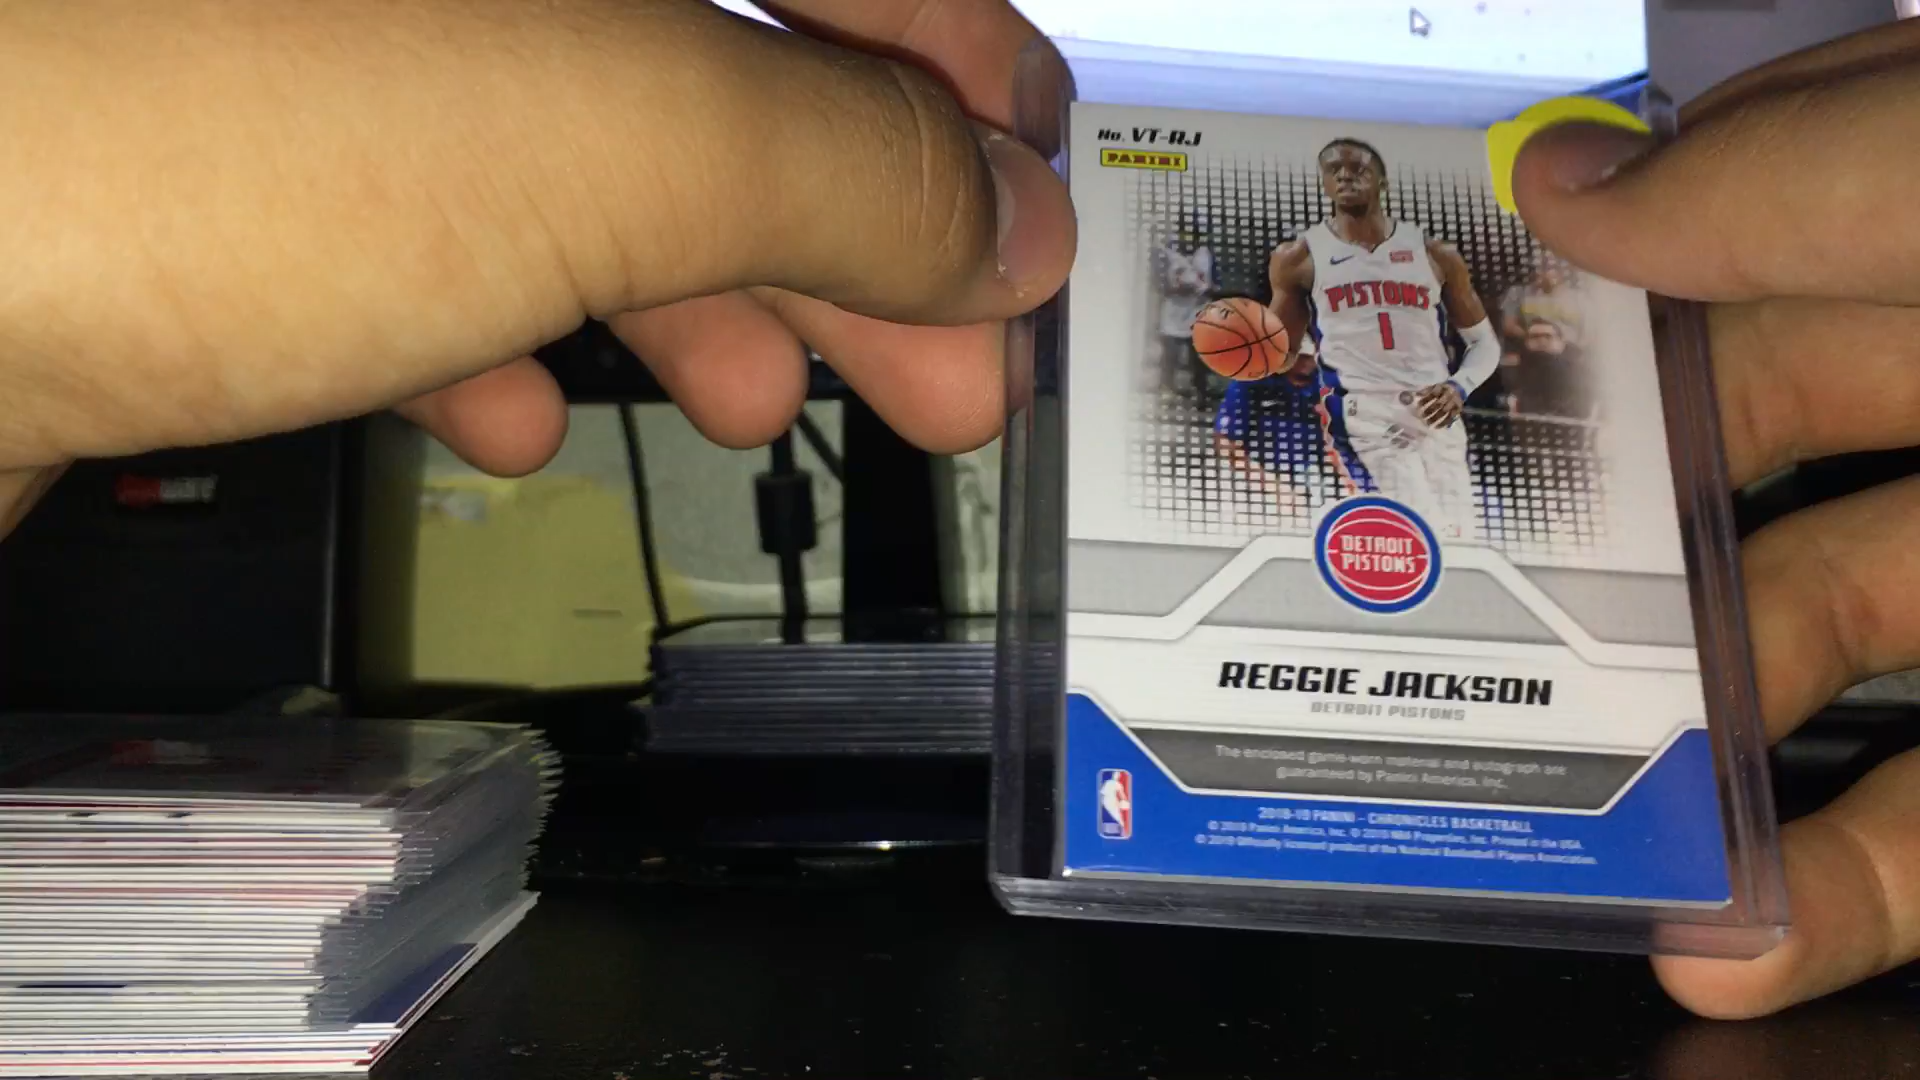 No. VT-RJ
PANINI
PISTONS
1
DETROIT
PISTONS
REGGIE JACKSON
DETROIT PISTONS
The enclosed game-worn material and autograph are
guaranteed by Panini America, Inc.
2018-19 PANINI - CHRONICLES BASKETBALL
© 2019 Panini America, Inc. © 2019 NBA Properties, Inc. Printed in the USA.
© 2019 Officially licensed product of the National Basketball Players Association.